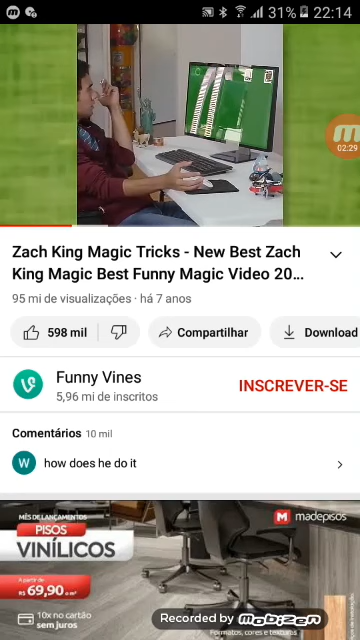 31% 22:14
02:29
Zach King Magic Tricks - New Best Zach
King Magic Best Funny Magic Video 20...
95 mi de visualizações · há 7 anos
598 mil
Compartilhar
Download
Funny Vines
5,96 mi de inscritos
INSCREVER-SE
Comentários 10 mil
W how does he do it
MÊS DE LANÇAMENTOS
PISOS
VINÍLICOS
A partir de
R$ 69,90 e m²
10x no cartão
sem juros
madepisos
Formatos, cores e texturas
Recorded by mobizen